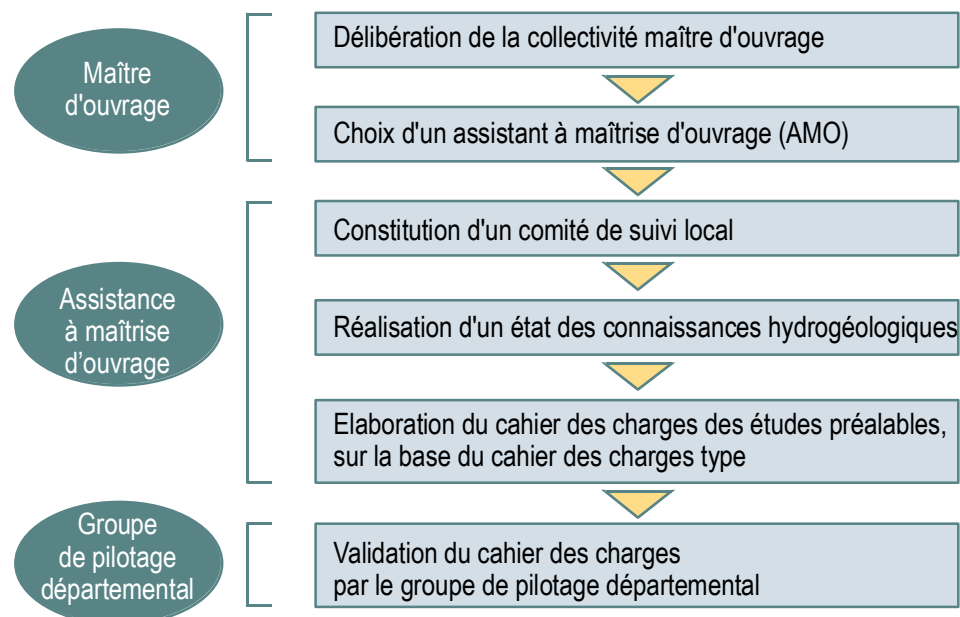 Maître
d'ouvrage
Délibération de la collectivité maître d'ouvrage
Choix d'un assistant à maîtrise d'ouvrage (AMO)
Assistance
à maîtrise
d’ouvrage
Constitution d'un comité de suivi local
Réalisation d'un état des connaissances hydrogéologiques
Elaboration du cahier des charges des études préalables,
sur la base du cahier des charges type
Groupe
de pilotage
départemental
Validation du cahier des charges
par le groupe de pilotage départemental